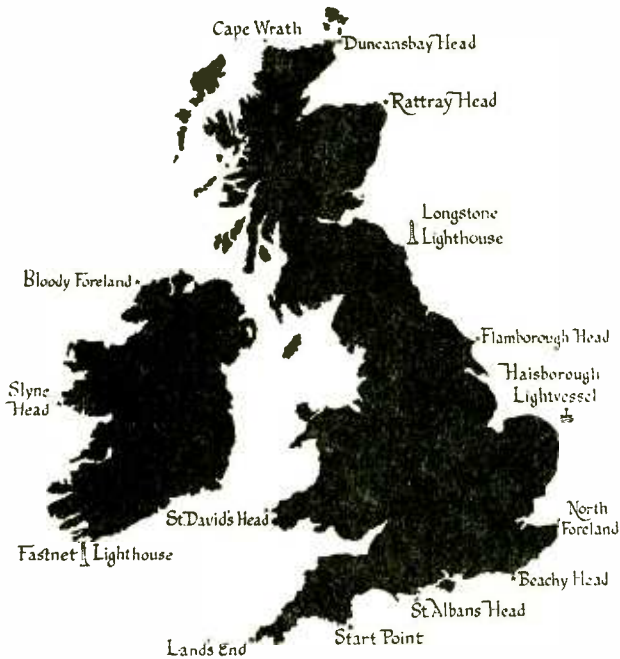 Cape Wrath
Duncansbay Head
Rattray Head
Longstone
Lighthouse
Bloody Foreland
Flamborough Head
Haisborough
Lightvessel
Slyne
Head
St. David's Head
North
Foreland
Fastnet Lighthouse
Beachy Head
St Albans Head
Start Point
Lands End